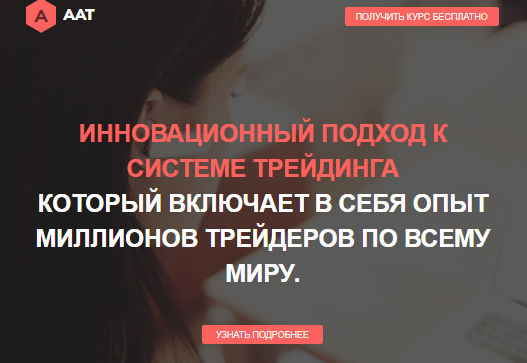 A AAT
ПОЛУЧИТЬ КУРС БЕСПЛАТНО
ИННОВАЦИОННЫЙ ПОДХОД К
СИСТЕМЕ ТРЕЙДИНГА
КОТОРЫЙ ВКЛЮЧАЕТ В СЕБЯ ОПЫТ
МИЛЛИОНОВ ТРЕЙДЕРОВ ПО ВСЕМУ
МИРУ.
УЗНАТЬ ПОДРОБНЕЕ